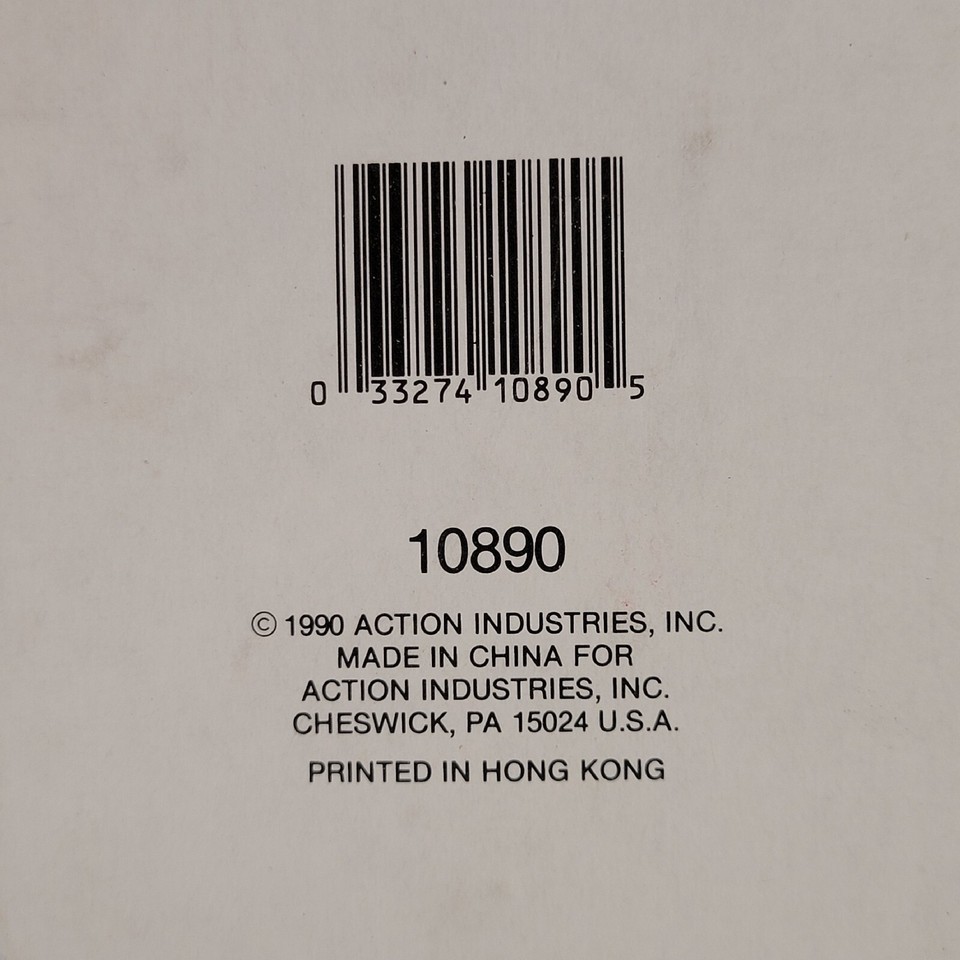 0 33274 10890 5
10890
© 1990 ACTION INDUSTRIES, INC.
MADE IN CHINA FOR
ACTION INDUSTRIES, INC.
CHESWICK, PA 15024 U.S.A.
PRINTED IN HONG KONG